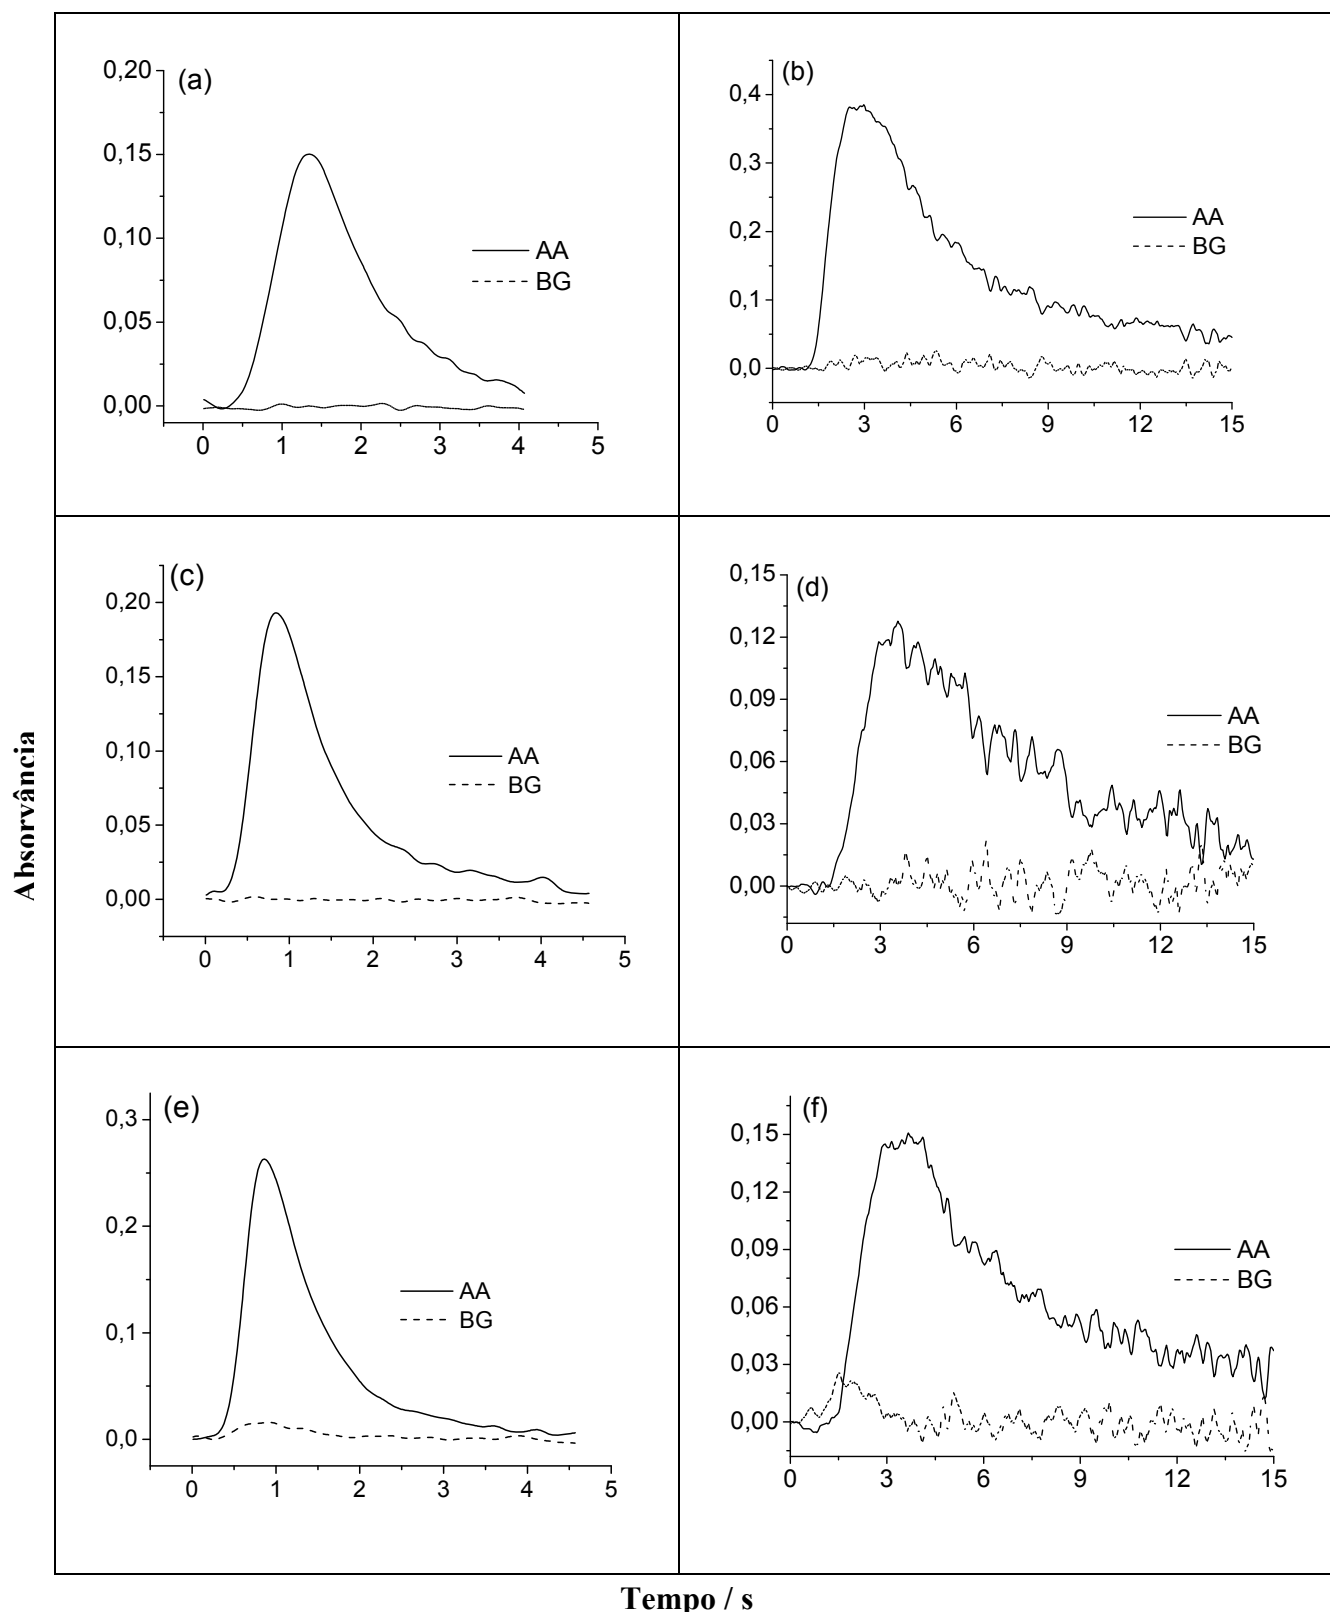 Absorvância
(a)
0,20
0,15
0,10
0,05
0,00
0 1 2 3 4 5
AA
BG
(b)
0,4
0,3
0,2
0,1
0,0
0 3 6 9 12 15
AA
BG
(c)
0,20
0,15
0,10
0,05
0,00
0 1 2 3 4 5
AA
BG
(d)
0,15
0,12
0,09
0,06
0,03
0,00
0 3 6 9 12 15
AA
BG
(e)
0,3
0,2
0,1
0,0
0 1 2 3 4 5
AA
BG
(f)
0,15
0,12
0,09
0,06
0,03
0,00
0 3 6 9 12 15
AA
BG
Tempo / s